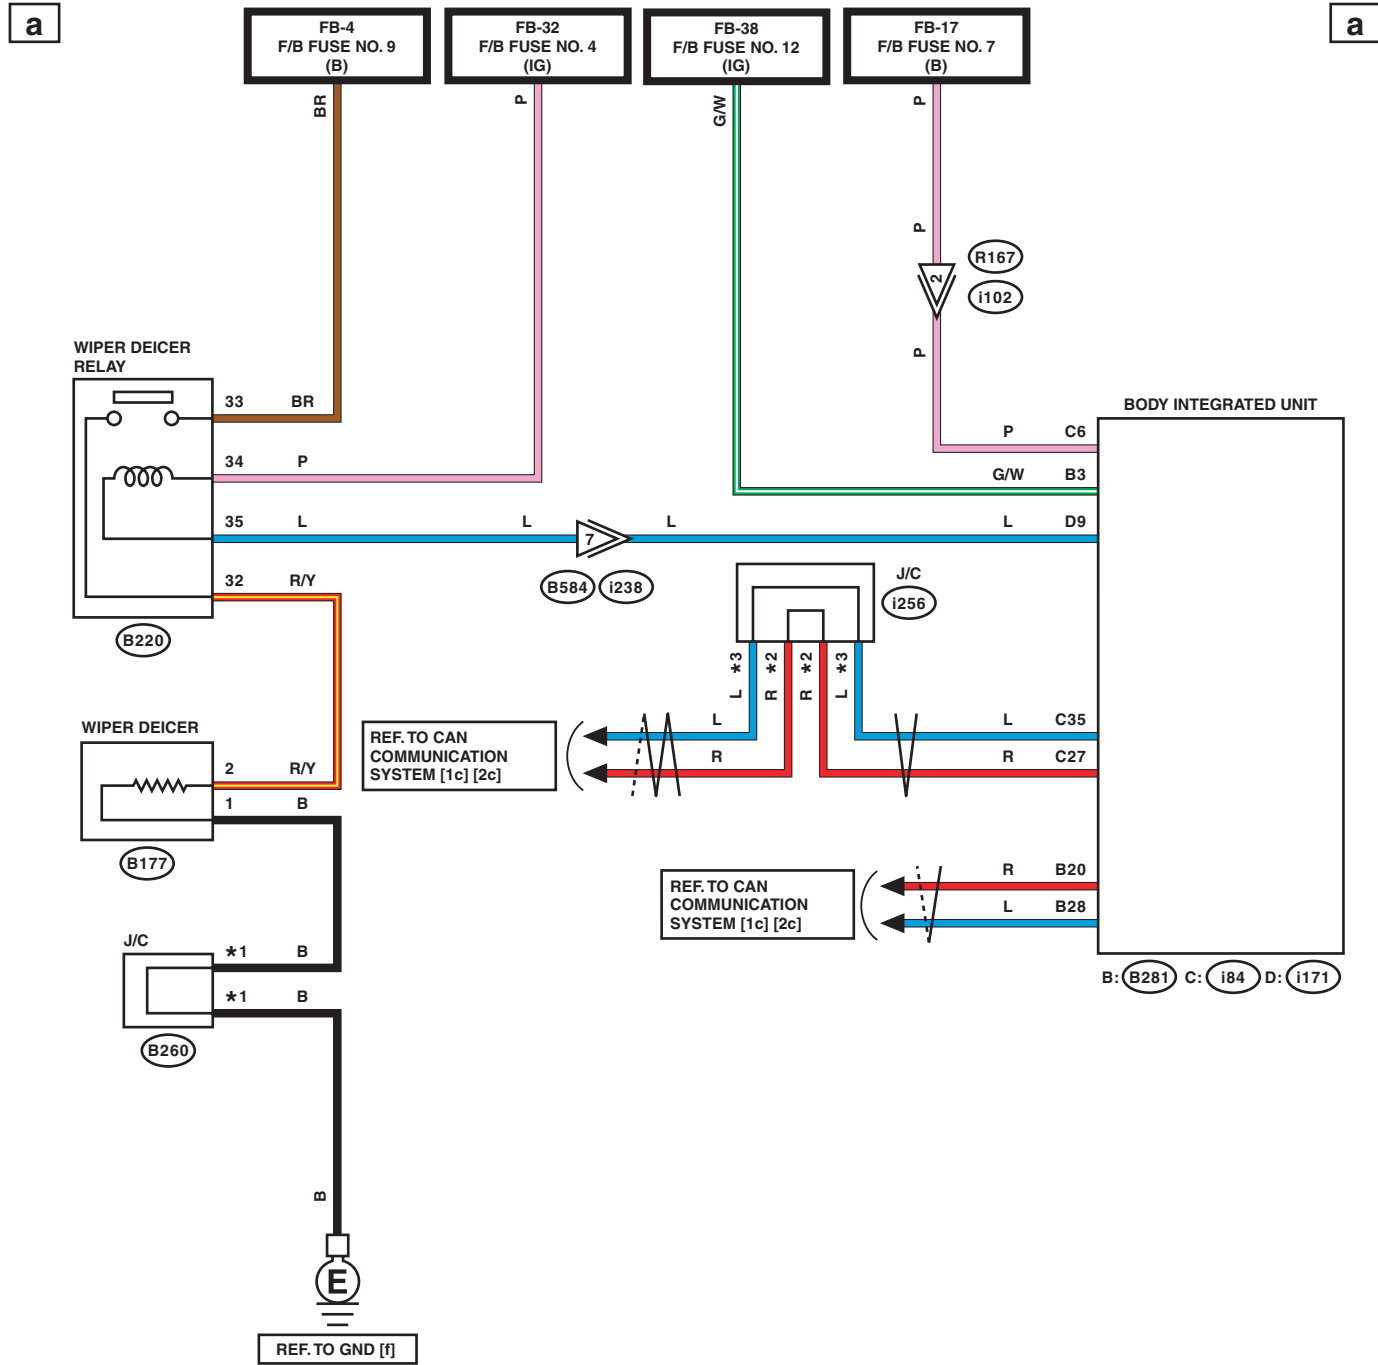 a
a
FB-4
F/B FUSE NO. 9
(B)
FB-32
F/B FUSE NO. 4
(IG)
FB-38
F/B FUSE NO. 12
(IG)
FB-17
F/B FUSE NO. 7
(B)
BR
P
G/W
P
P
2
R167
i102
P
WIPER DEICER
RELAY
33 BR
34 P
35 L L 7 L L D9
32 R/Y
B220
B584 i238
BODY INTEGRATED UNIT
P C6
G/W B3
J/C
i256
L *3
R *2
R *2
L *3
REF. TO CAN
COMMUNICATION
SYSTEM [1c] [2c]
L
R
L C35
R C27
WIPER DEICER
2 R/Y
1 B
B177
REF. TO CAN
COMMUNICATION
SYSTEM [1c] [2c]
R B20
L B28
B: B281 C: i84 D: i171
J/C
*1 B
*1 B
B260
B
E
REF. TO GND [f]